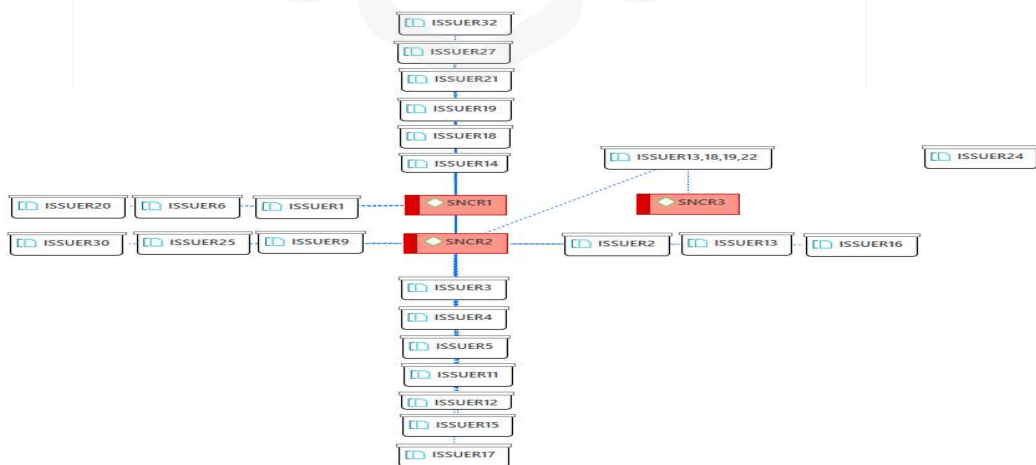 ISSUER32
ISSUER27
ISSUER21
ISSUER19
ISSUER18
ISSUER14
ISSUER13,18,19,22
ISSUER24
ISSUER20
ISSUER6
ISSUER1
SNCR1
SNCR3
ISSUER30
ISSUER25
ISSUER9
SNCR2
ISSUER2
ISSUER13
ISSUER16
ISSUER3
ISSUER4
ISSUER5
ISSUER11
ISSUER12
ISSUER15
ISSUER17